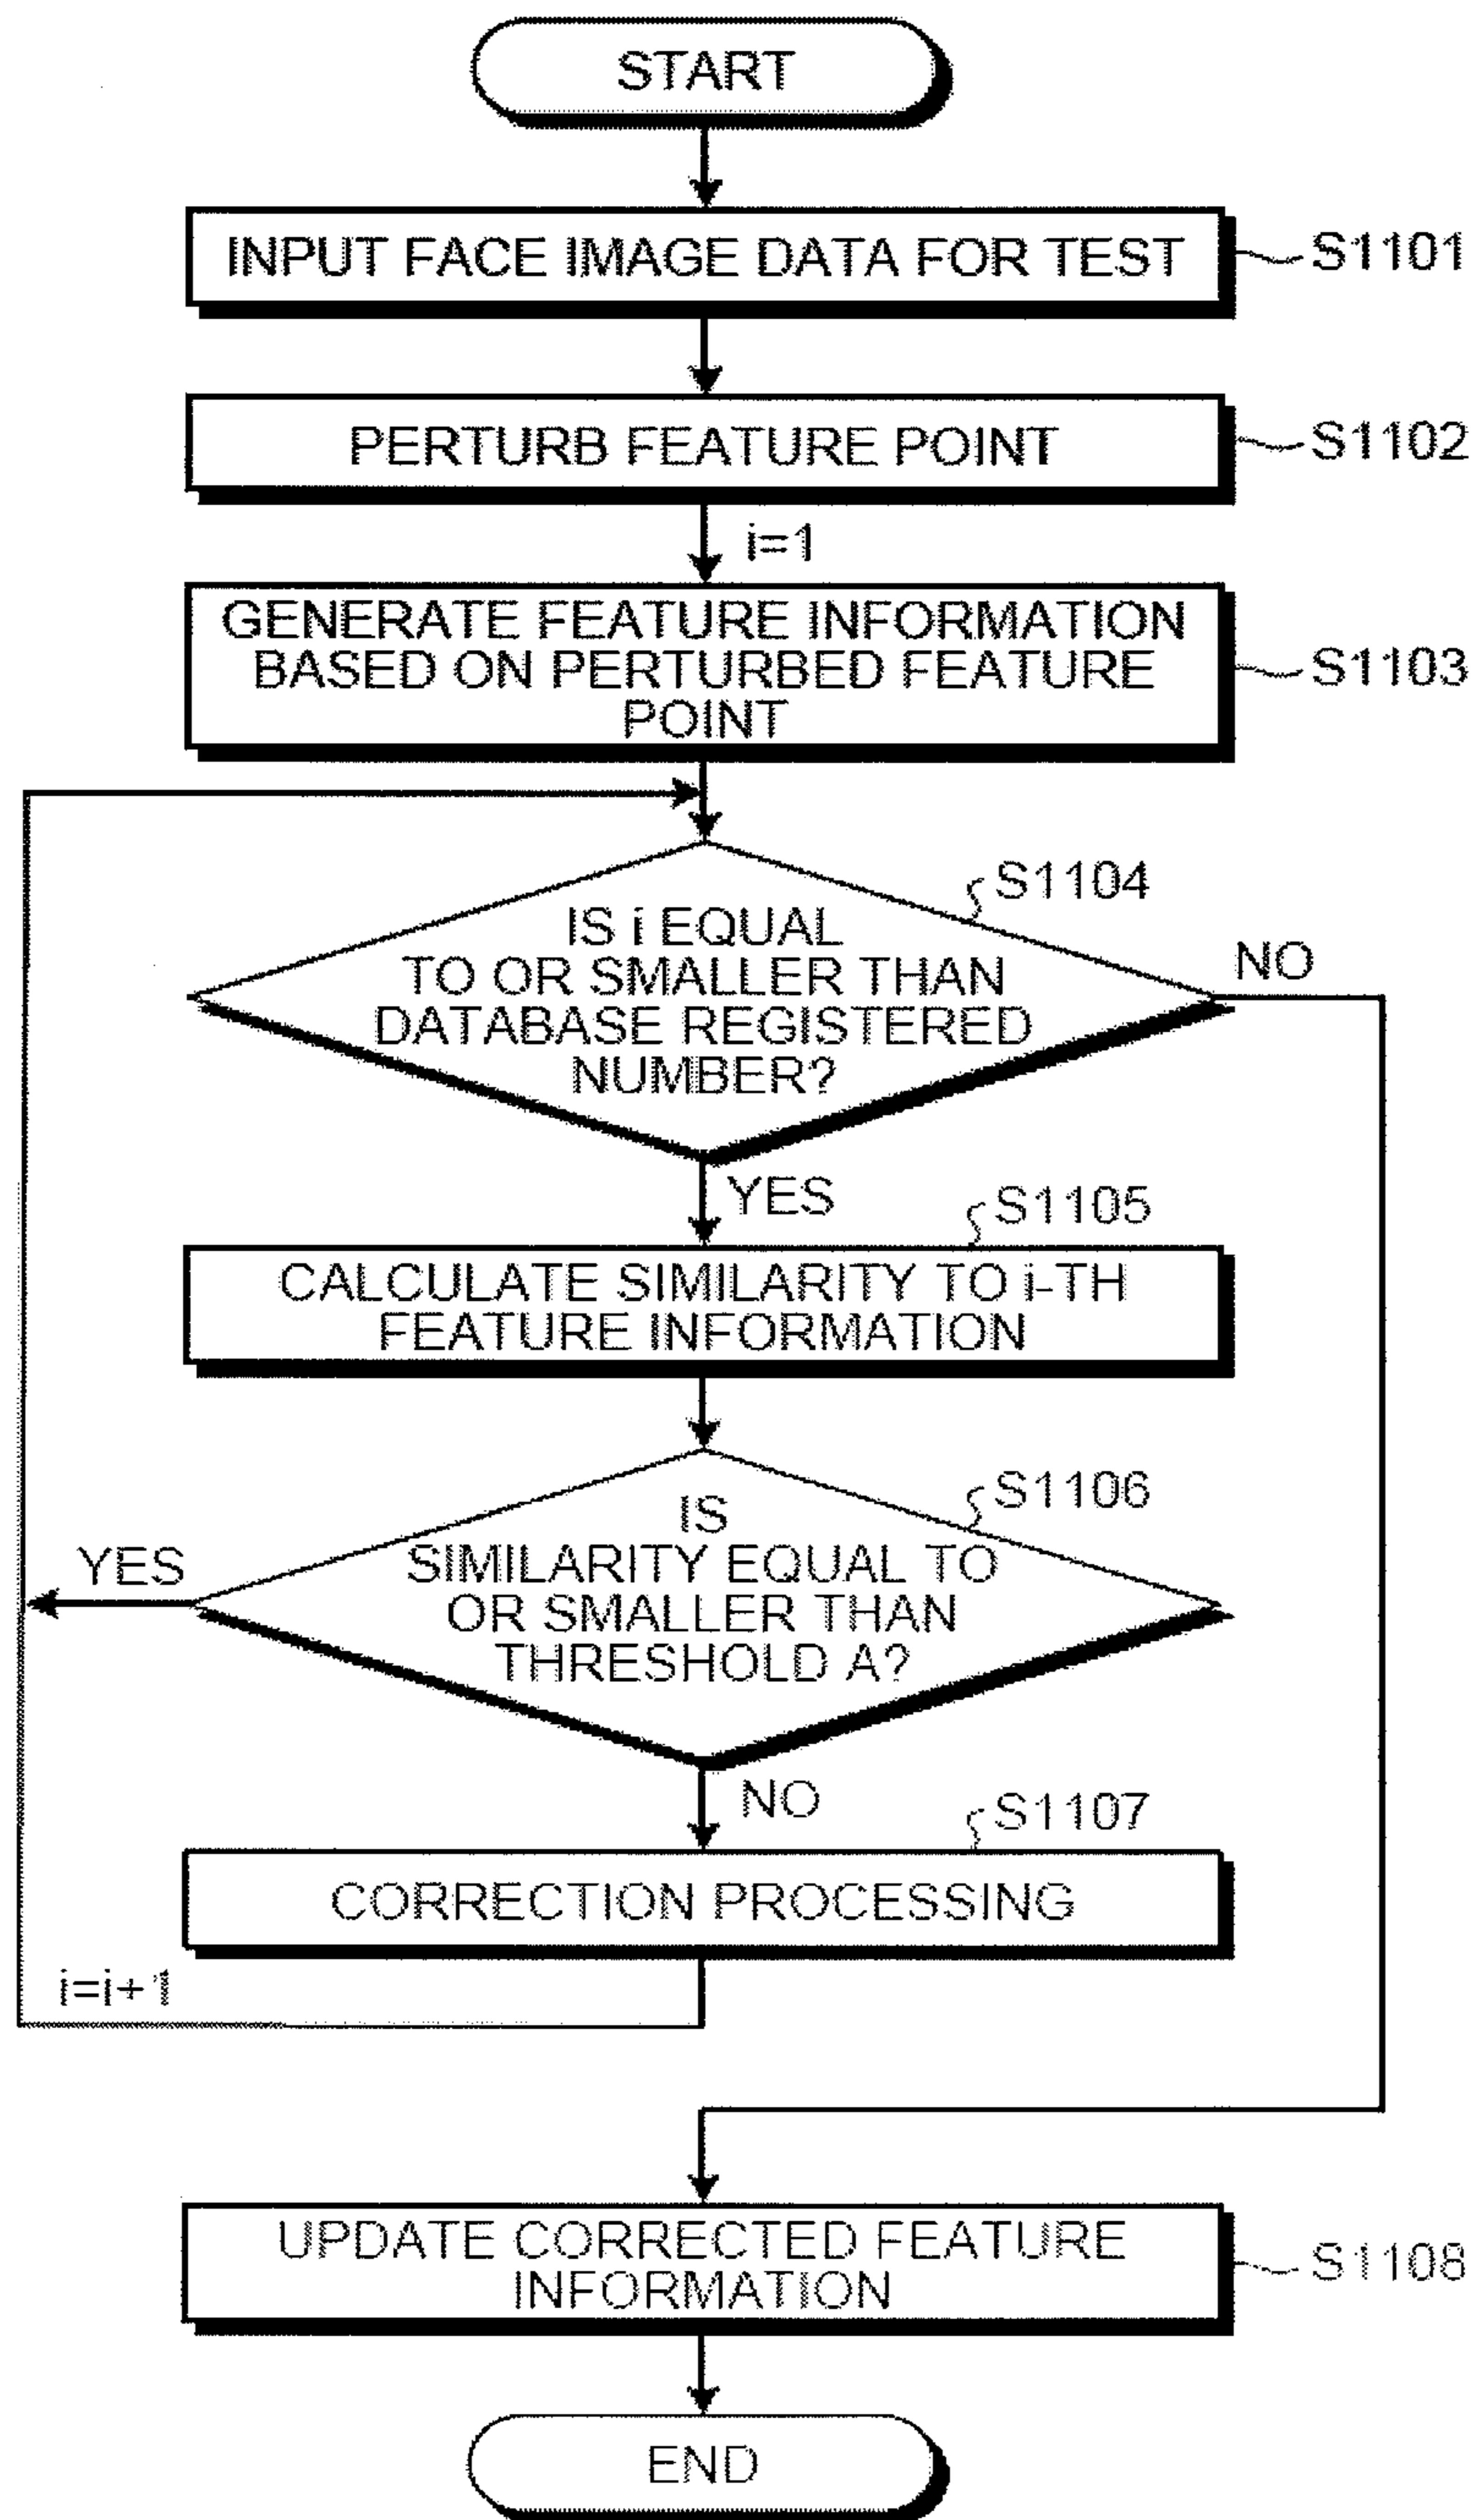 START
INPUT FACE IMAGE DATA FOR TEST
S1101
PERTURB FEATURE POINT
S1102
i=1
GENERATE FEATURE INFORMATION
BASED ON PERTURBED FEATURE
POINT
S1103
S1104
IS i EQUAL
TO OR SMALLER THAN
DATABASE REGISTERED
NUMBER?
NO
YES
S1105
CALCULATE SIMILARITY TO i-TH
FEATURE INFORMATION
S1106
IS
SIMILARITY EQUAL TO
OR SMALLER THAN
THRESHOLD A?
YES
NO
S1107
CORRECTION PROCESSING
i=i+1
UPDATE CORRECTED FEATURE
INFORMATION
S1108
END